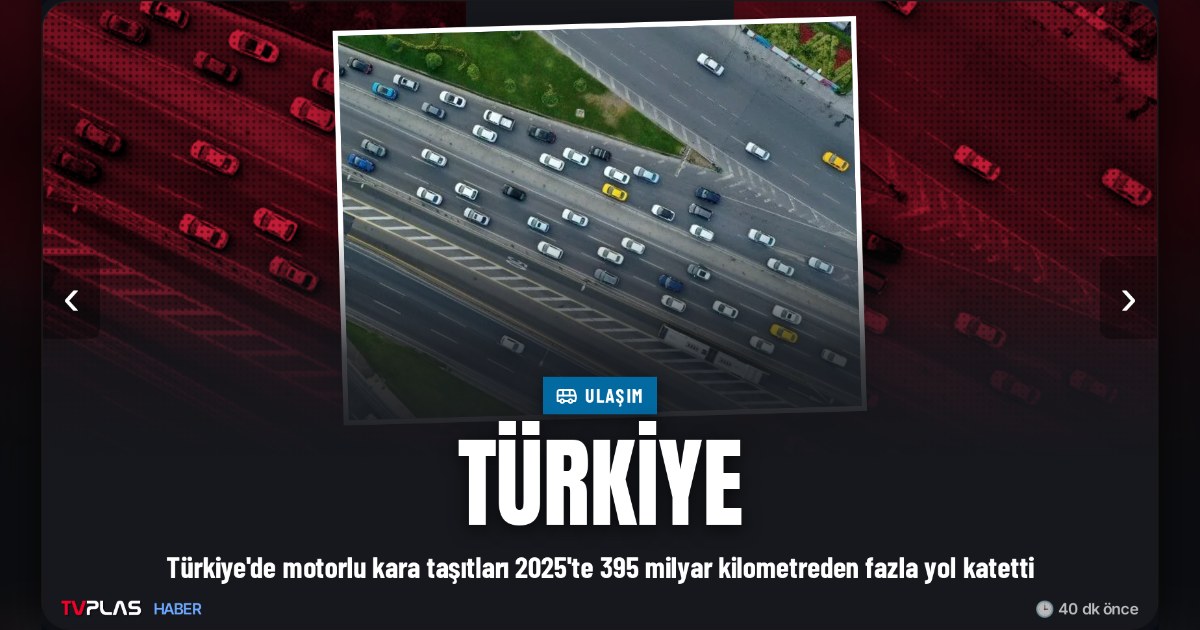 ULAŞIM
TÜRKİYE
Türkiye'de motorlu kara taşıtları 2025'te 395 milyar kilometreden fazla yol katetti
TVPLAS HABER
40 dk önce